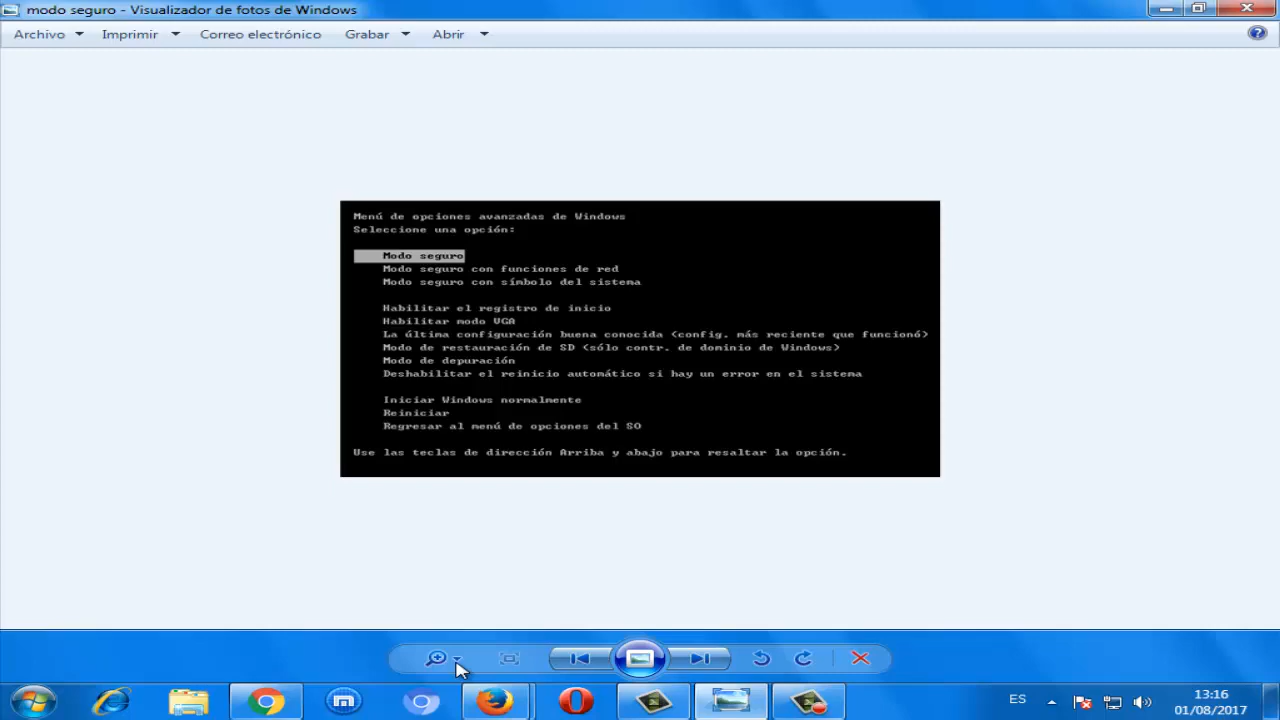 modo seguro - Visualizador de fotos de Windows
Archivo Imprimir Correo electrónico Grabar Abrir
Menú de opciones avanzadas de Windows
Seleccione una opción:
Modo seguro
Modo seguro con funciones de red
Modo seguro con símbolo del sistema
Habilitar el registro de inicio
Habilitar modo VGA
La última configuración buena conocida (config. más reciente que funcionó)
Modo de restauración de SD (sólo contr. de dominio de Windows)
Modo de depuración
Deshabilitar el reinicio automático si hay un error en el sistema
Iniciar Windows normalmente
Reiniciar
Regresar al menú de opciones del SO
Use las teclas de dirección Arriba y abajo para resaltar la opción.
ES
13:16
01/08/2017